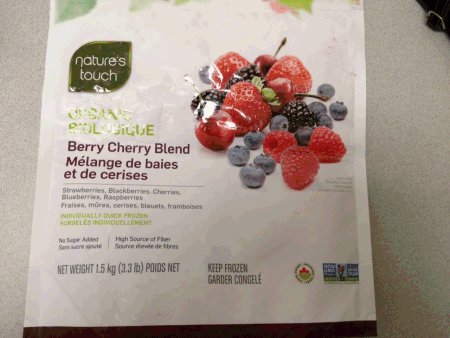 nature's
touch
ORGANIC
BIOLOGIQUE
Berry Cherry Blend
Mélange de baies
et de cerises
Strawberries, Blackberries, Cherries,
Blueberries, Raspberries
Fraises, mûres, cerises, bleuets, framboises
INDIVIDUALLY QUICK FROZEN
SURGELÉS INDIVIDUELLEMENT
No Sugar Added
Sans sucre ajouté
High Source of Fiber
Source élevée de fibres
NET WEIGHT 1.5 kg (3.3 lb) POIDS NET
KEEP FROZEN
GARDER CONGELÉ